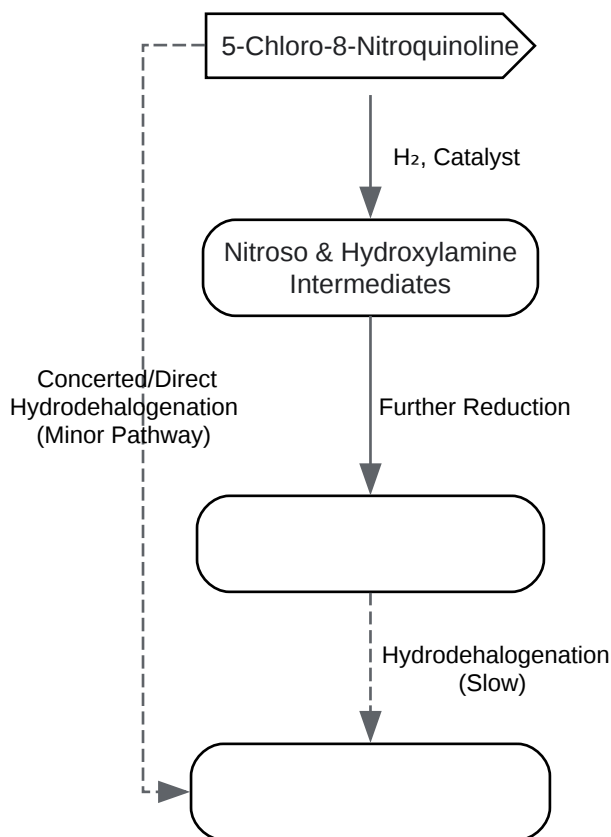 5-Chloro-8-Nitroquinoline
H₂, Catalyst
Nitroso & Hydroxylamine
Intermediates
Concerted/Direct
Hydrodehalogenation
(Minor Pathway)
Further Reduction
Hydrodehalogenation
(Slow)